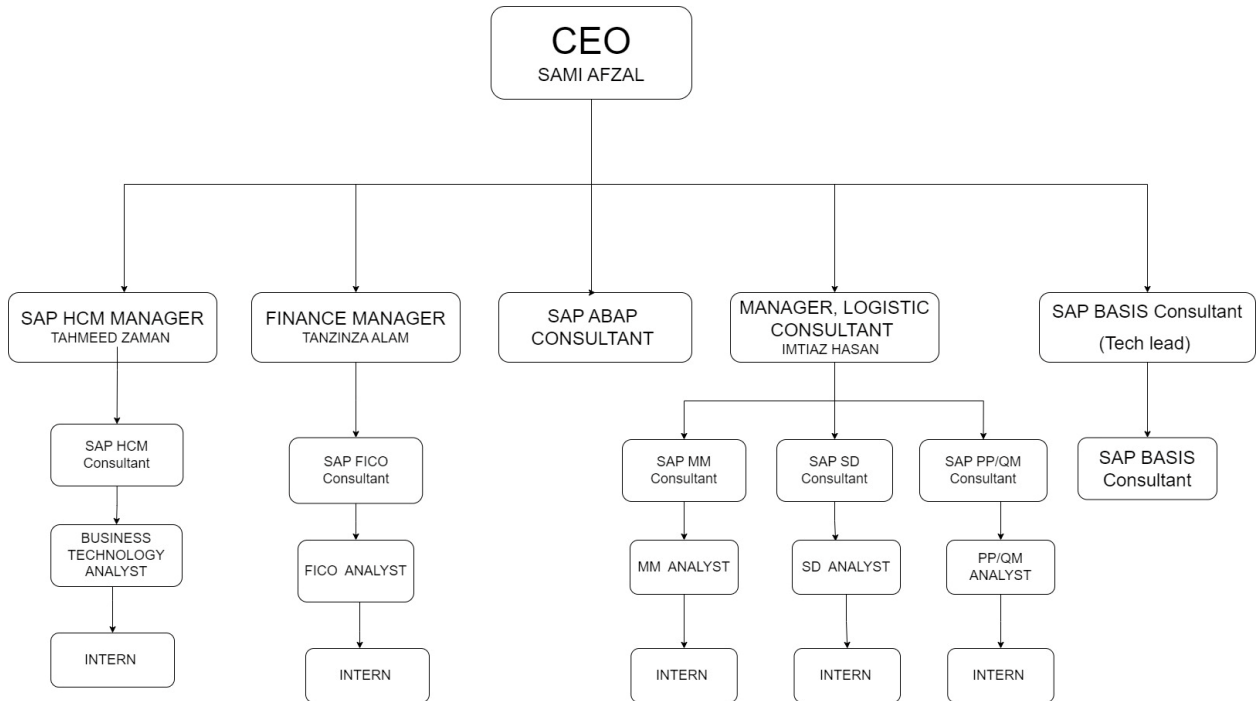 CEO
SAMI AFZAL
SAP HCM MANAGER
TAHMEED ZAMAN
FINANCE MANAGER
TANZINZA ALAM
SAP ABAP
CONSULTANT
MANAGER, LOGISTIC
CONSULTANT
IMTIAZ HASAN
SAP BASIS Consultant
(Tech lead)
SAP HCM
Consultant
SAP FICO
Consultant
SAP MM
Consultant
SAP SD
Consultant
SAP PP/QM
Consultant
SAP BASIS
Consultant
BUSINESS
TECHNOLOGY
ANALYST
FICO ANALYST
MM ANALYST
SD ANALYST
PP/QM
ANALYST
INTERN
INTERN
INTERN
INTERN
INTERN